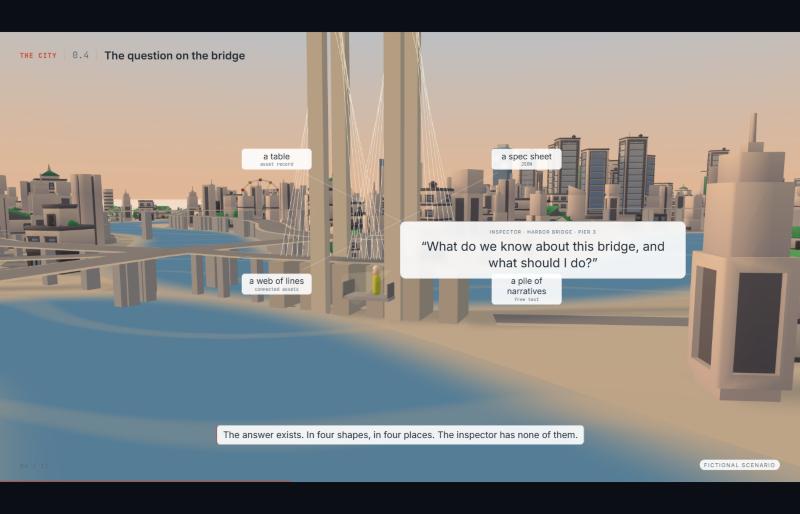 THE CITY
0.4
The question on the bridge
a table
asset record
a spec sheet
JSON
INSPECTOR · HARBOR BRIDGE · PIER 3
“What do we know about this bridge, and
what should I do?”
a web of lines
connected assets
a pile of
narratives
free text
The answer exists. In four shapes, in four places. The inspector has none of them.
FICTIONAL SCENARIO